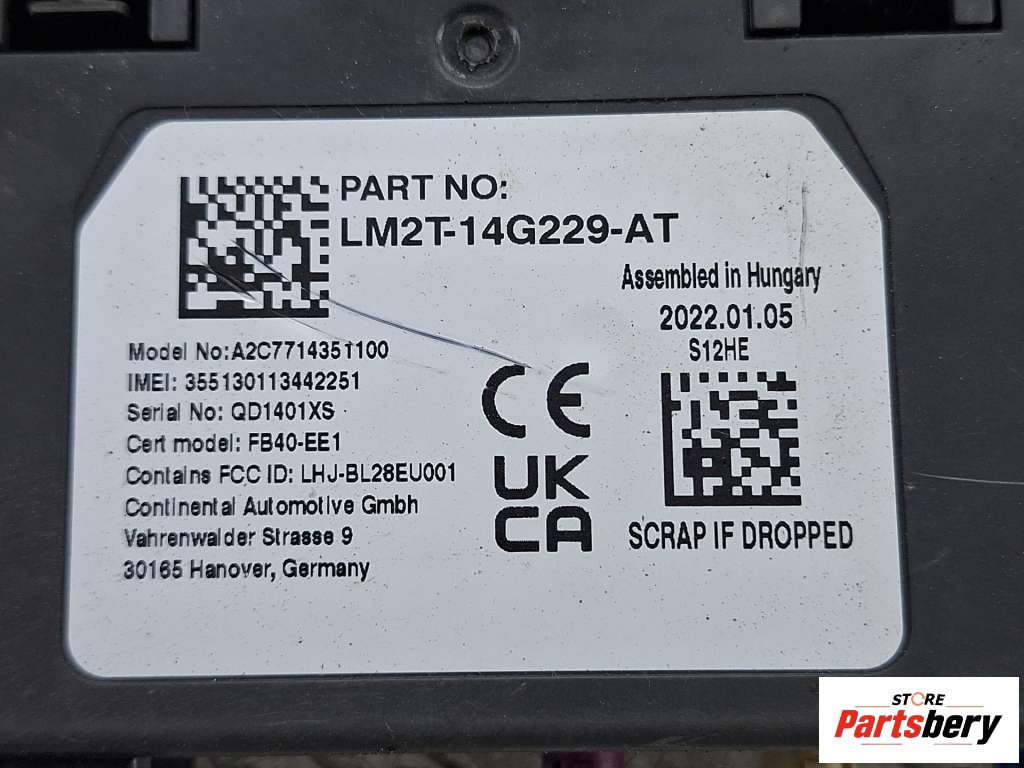 PART NO:
LM2T-14G229-AT
Assembled in Hungary
2022.01.05
S12HE
Model No:A2C7714351100
IMEI: 355130113442251
Serial No: QD1401XS
Cert model: FB40-EE1
Contains FCC ID: LHJ-BL28EU001
Continental Automotive Gmbh
Vahrenwalder Strasse 9
30165 Hanover, Germany
CE
UK
CA
SCRAP IF DROPPED
STORE
Partsbery